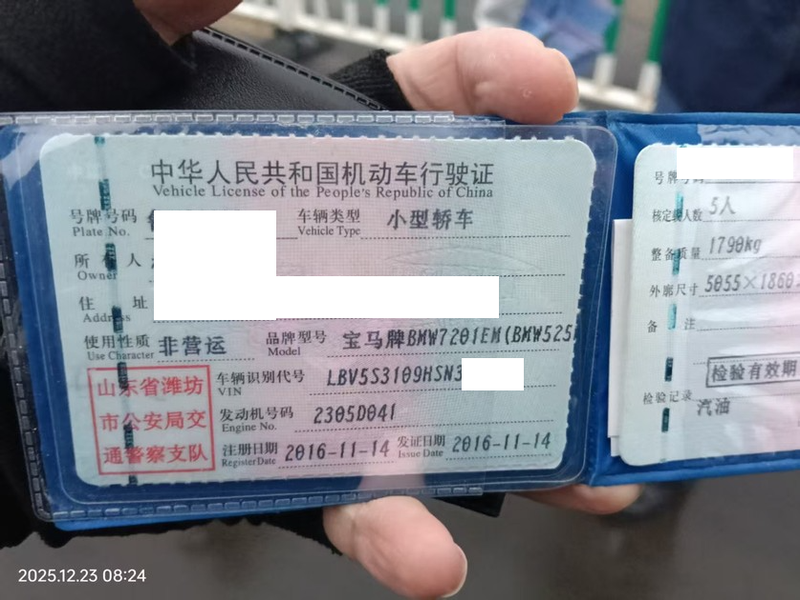 中华人民共和国机动车行驶证
Vehicle License of the People's Republic of China
号牌号码 车辆类型 小型轿车
Plate No. Vehicle Type
所 有 人
Owner
住 址
Address
使用性质 非营运 品牌型号 宝马牌BMW7201EM(BMW525
Use Character Model
车辆识别代号 LBV5S3109HSN3
VIN
发动机号码 2305D041
Engine No.
注册日期 2016-11-14 发证日期 2016-11-14
Register Date Issue Date
山东省潍坊
市公安局交
通警察支队
号牌号码
核定载人数 5人
整备质量 1790kg
外廓尺寸 5055×1860
备 注
检验有效期
检验记录
汽油
2025.12.23 08:24